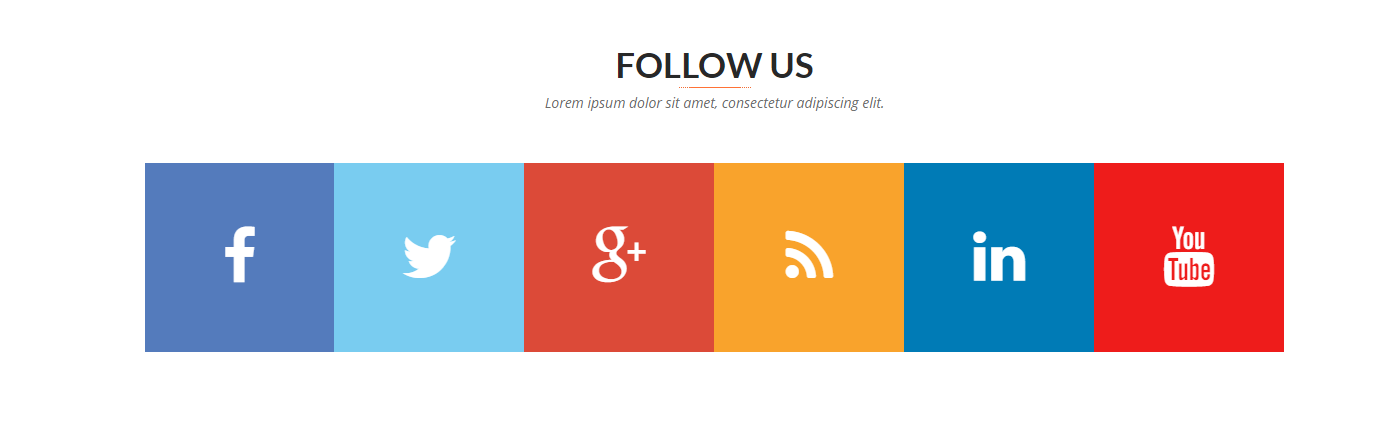 FOLLOW US
Lorem ipsum dolor sit amet, consectetur adipiscing elit.
f
g+
in
You
Tube